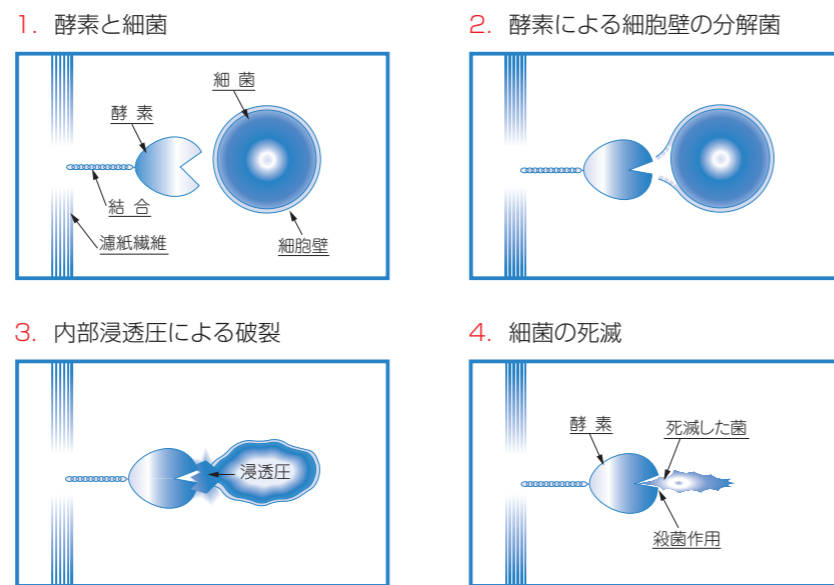 1. 酵素と細菌
細 菌
酵 素
結 合
濾紙繊維
細胞壁
2. 酵素による細胞壁の分解菌
3. 内部浸透圧による破裂
浸透圧
4. 細菌の死滅
酵 素
死滅した菌
殺菌作用